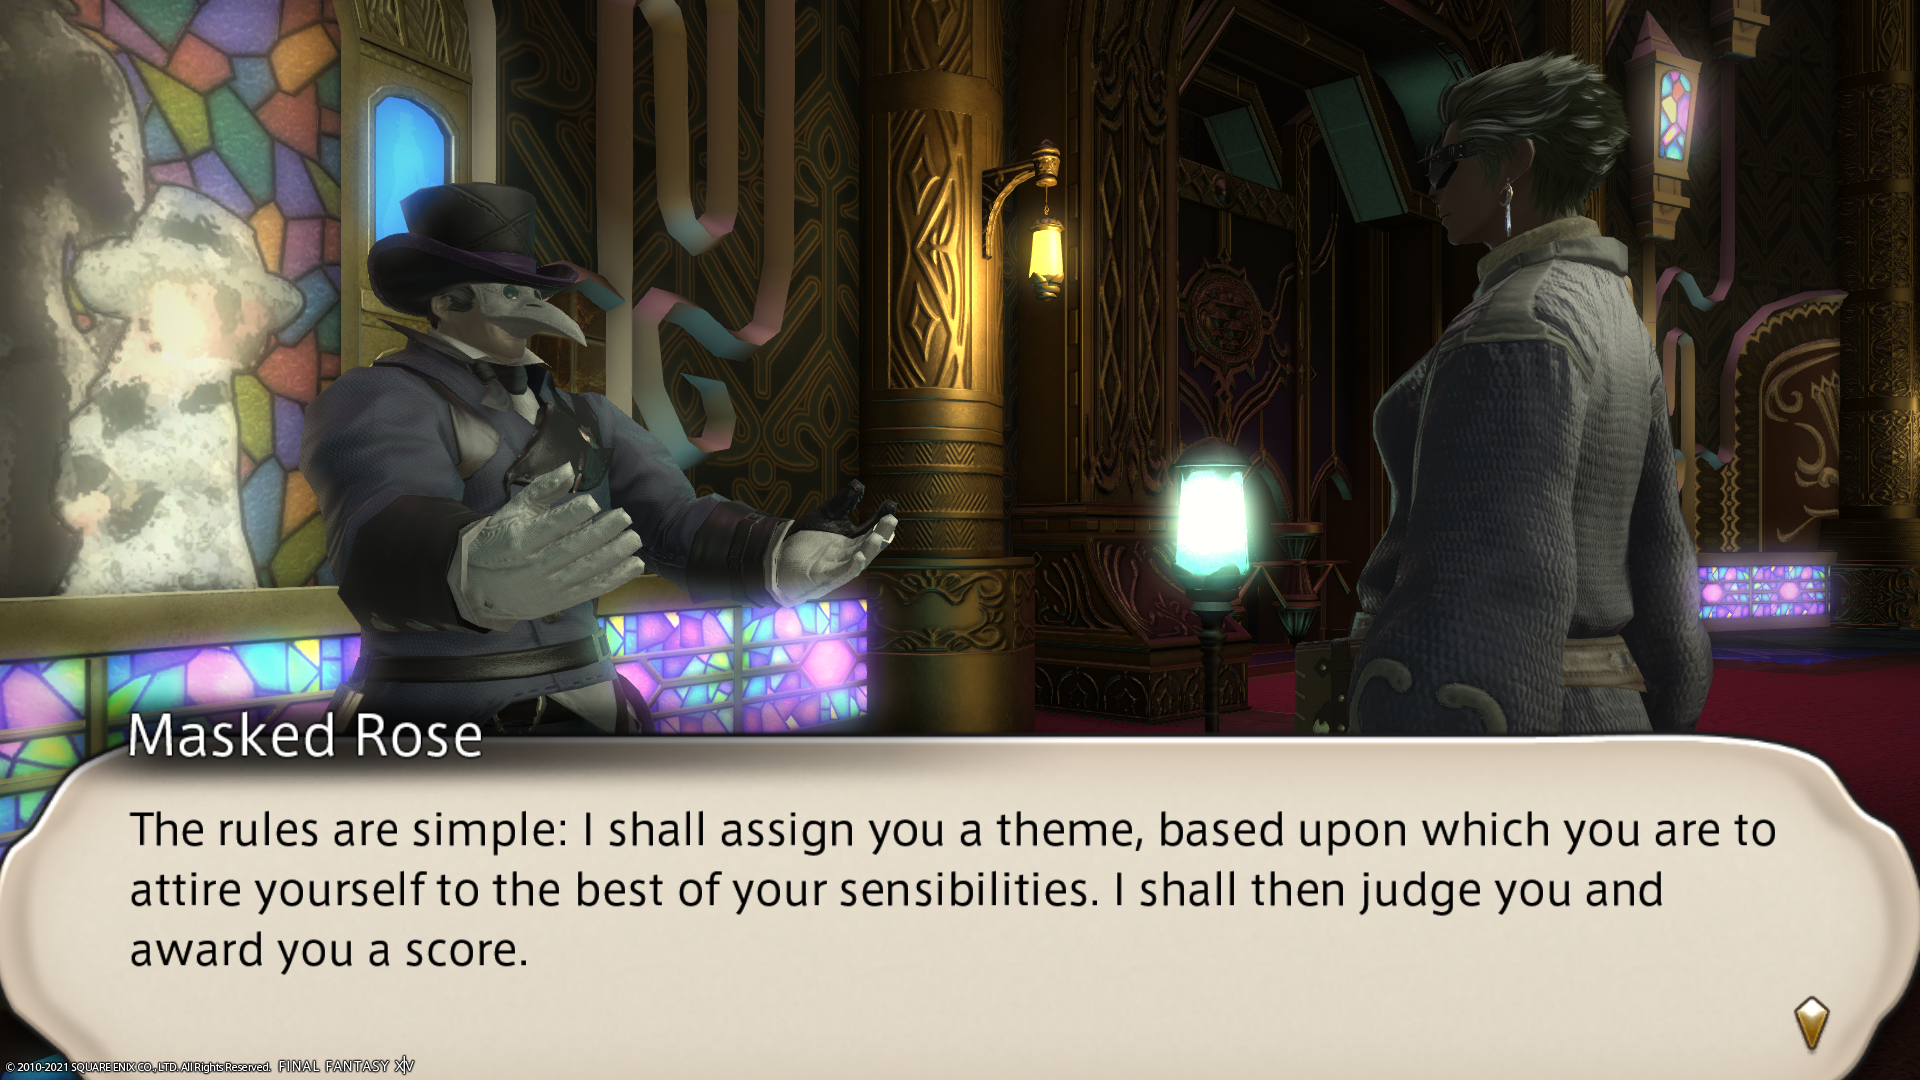 Masked Rose
The rules are simple: I shall assign you a theme, based upon which you are to
attire yourself to the best of your sensibilities. I shall then judge you and
award you a score.
© 2010-2021 SQUARE ENIX CO., LTD. All Rights Reserved. FINAL FANTASY XIV